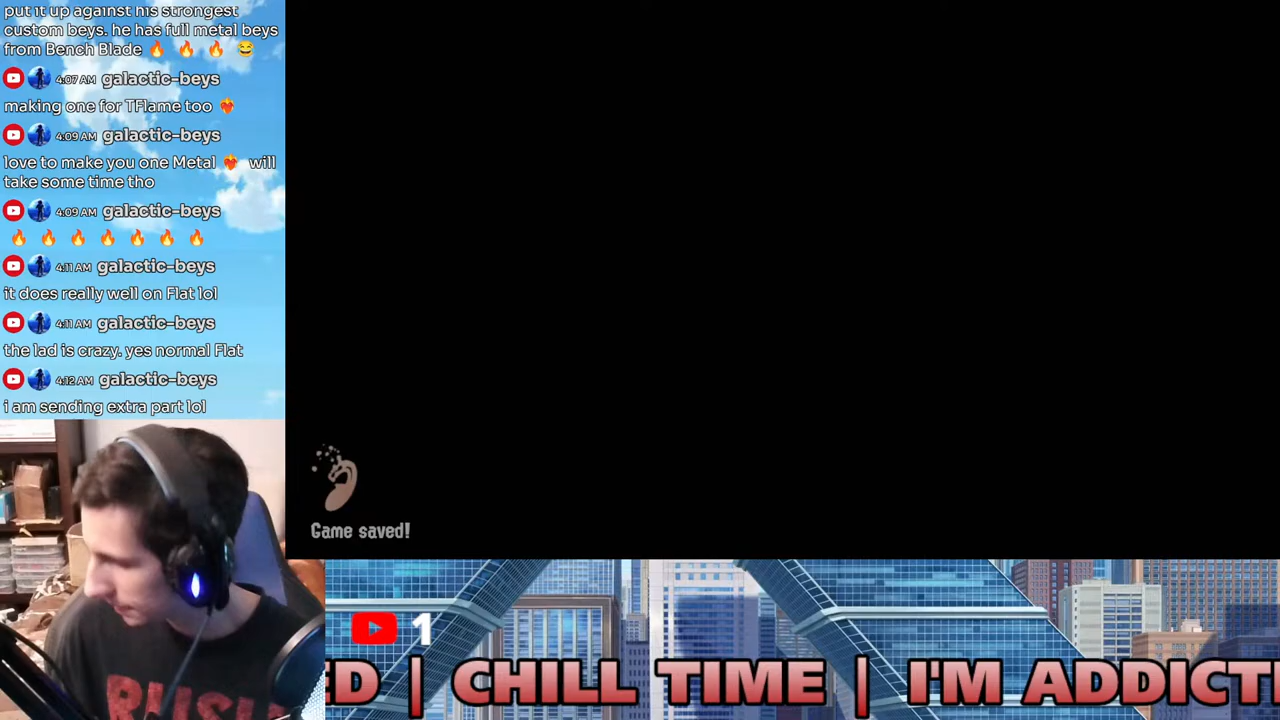 put it up against his strongest
custom beys. he has full metal beys
from Bench Blade 🔥 🔥 🔥 😂
4:07 AM galactic-beys
making one for TFlame too ❤️‍🔥
4:09 AM galactic-beys
love to make you one Metal ❤️‍🔥 will
take some time tho
4:09 AM galactic-beys
🔥 🔥 🔥 🔥 🔥 🔥 🔥
4:11 AM galactic-beys
it does really well on Flat lol
4:11 AM galactic-beys
the lad is crazy. yes normal Flat
4:12 AM galactic-beys
i am sending extra part lol
Game saved!
1
ED | CHILL TIME | I'M ADDICT